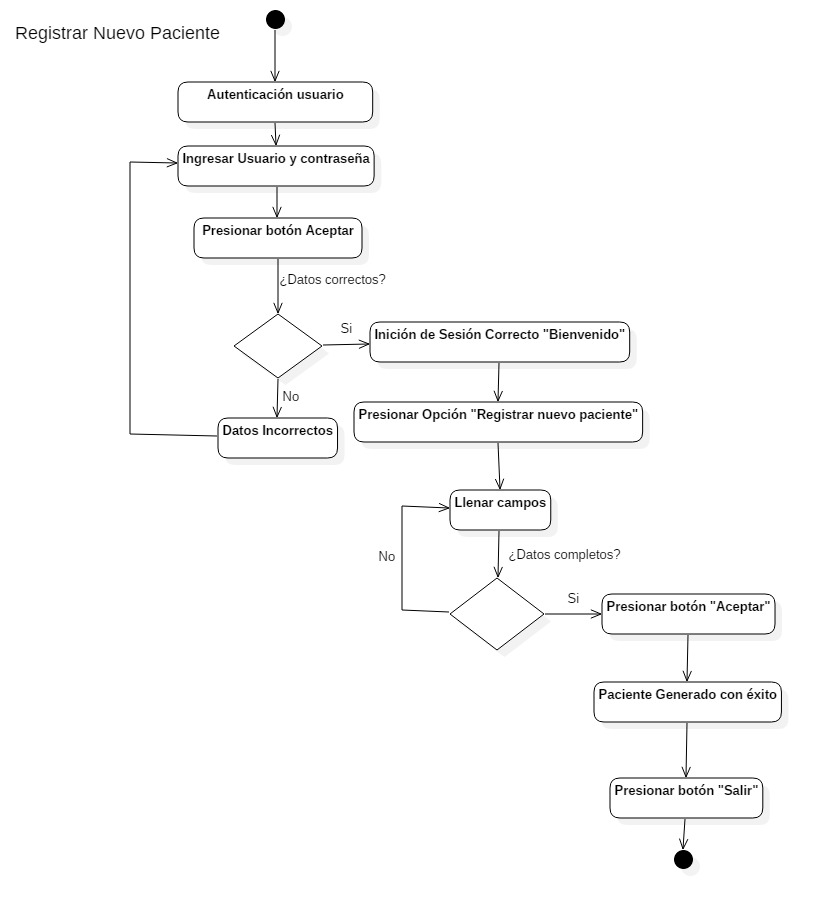 Registrar Nuevo Paciente
Autenticación usuario
Ingresar Usuario y contraseña
Presionar botón Aceptar
¿Datos correctos?
Si
Inición de Sesión Correcto "Bienvenido"
No
Datos Incorrectos
Presionar Opción "Registrar nuevo paciente"
Llenar campos
No
¿Datos completos?
Si
Presionar botón "Aceptar"
Paciente Generado con éxito
Presionar botón "Salir"